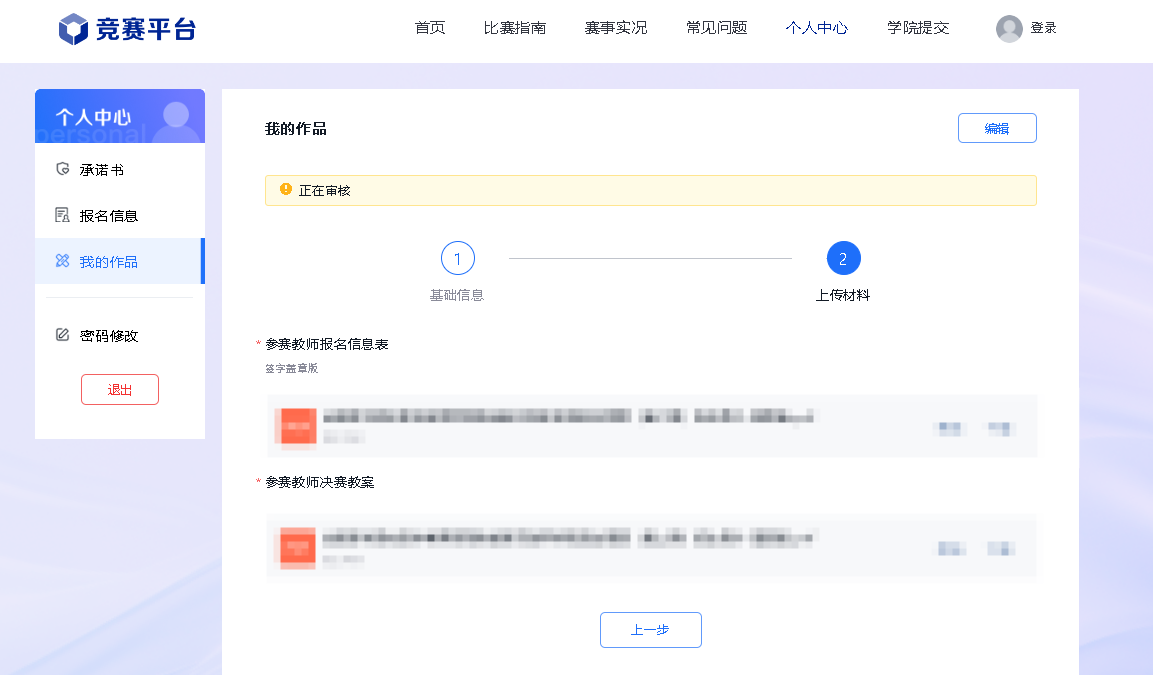 竞赛平台
首页 比赛指南 赛事实况 常见问题 个人中心 学院提交 登录
个人中心
personal
承诺书
报名信息
我的作品
密码修改
退出
我的作品
编辑
正在审核
1
2
基础信息
上传材料
* 参赛教师报名信息表
签字盖章版
* 参赛教师决赛教案
上一步